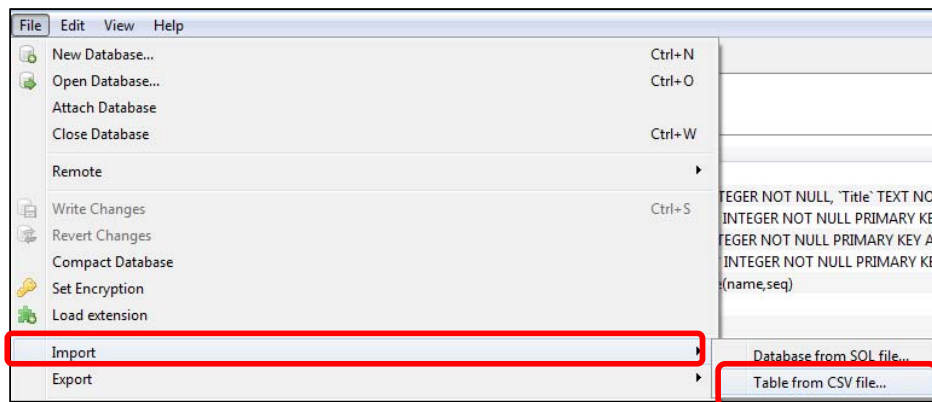 File Edit View Help
New Database... Ctrl+N
Open Database... Ctrl+O
Attach Database
Close Database Ctrl+W
Remote
TEGER NOT NULL, `Title` TEXT NO
Write Changes Ctrl+S
INTEGER NOT NULL PRIMARY KE
Revert Changes
TEGER NOT NULL PRIMARY KEY A
Compact Database
INTEGER NOT NULL PRIMARY KE
Set Encryption
(name,seq)
Load extension
Import
Database from SQL file...
Export
Table from CSV file...